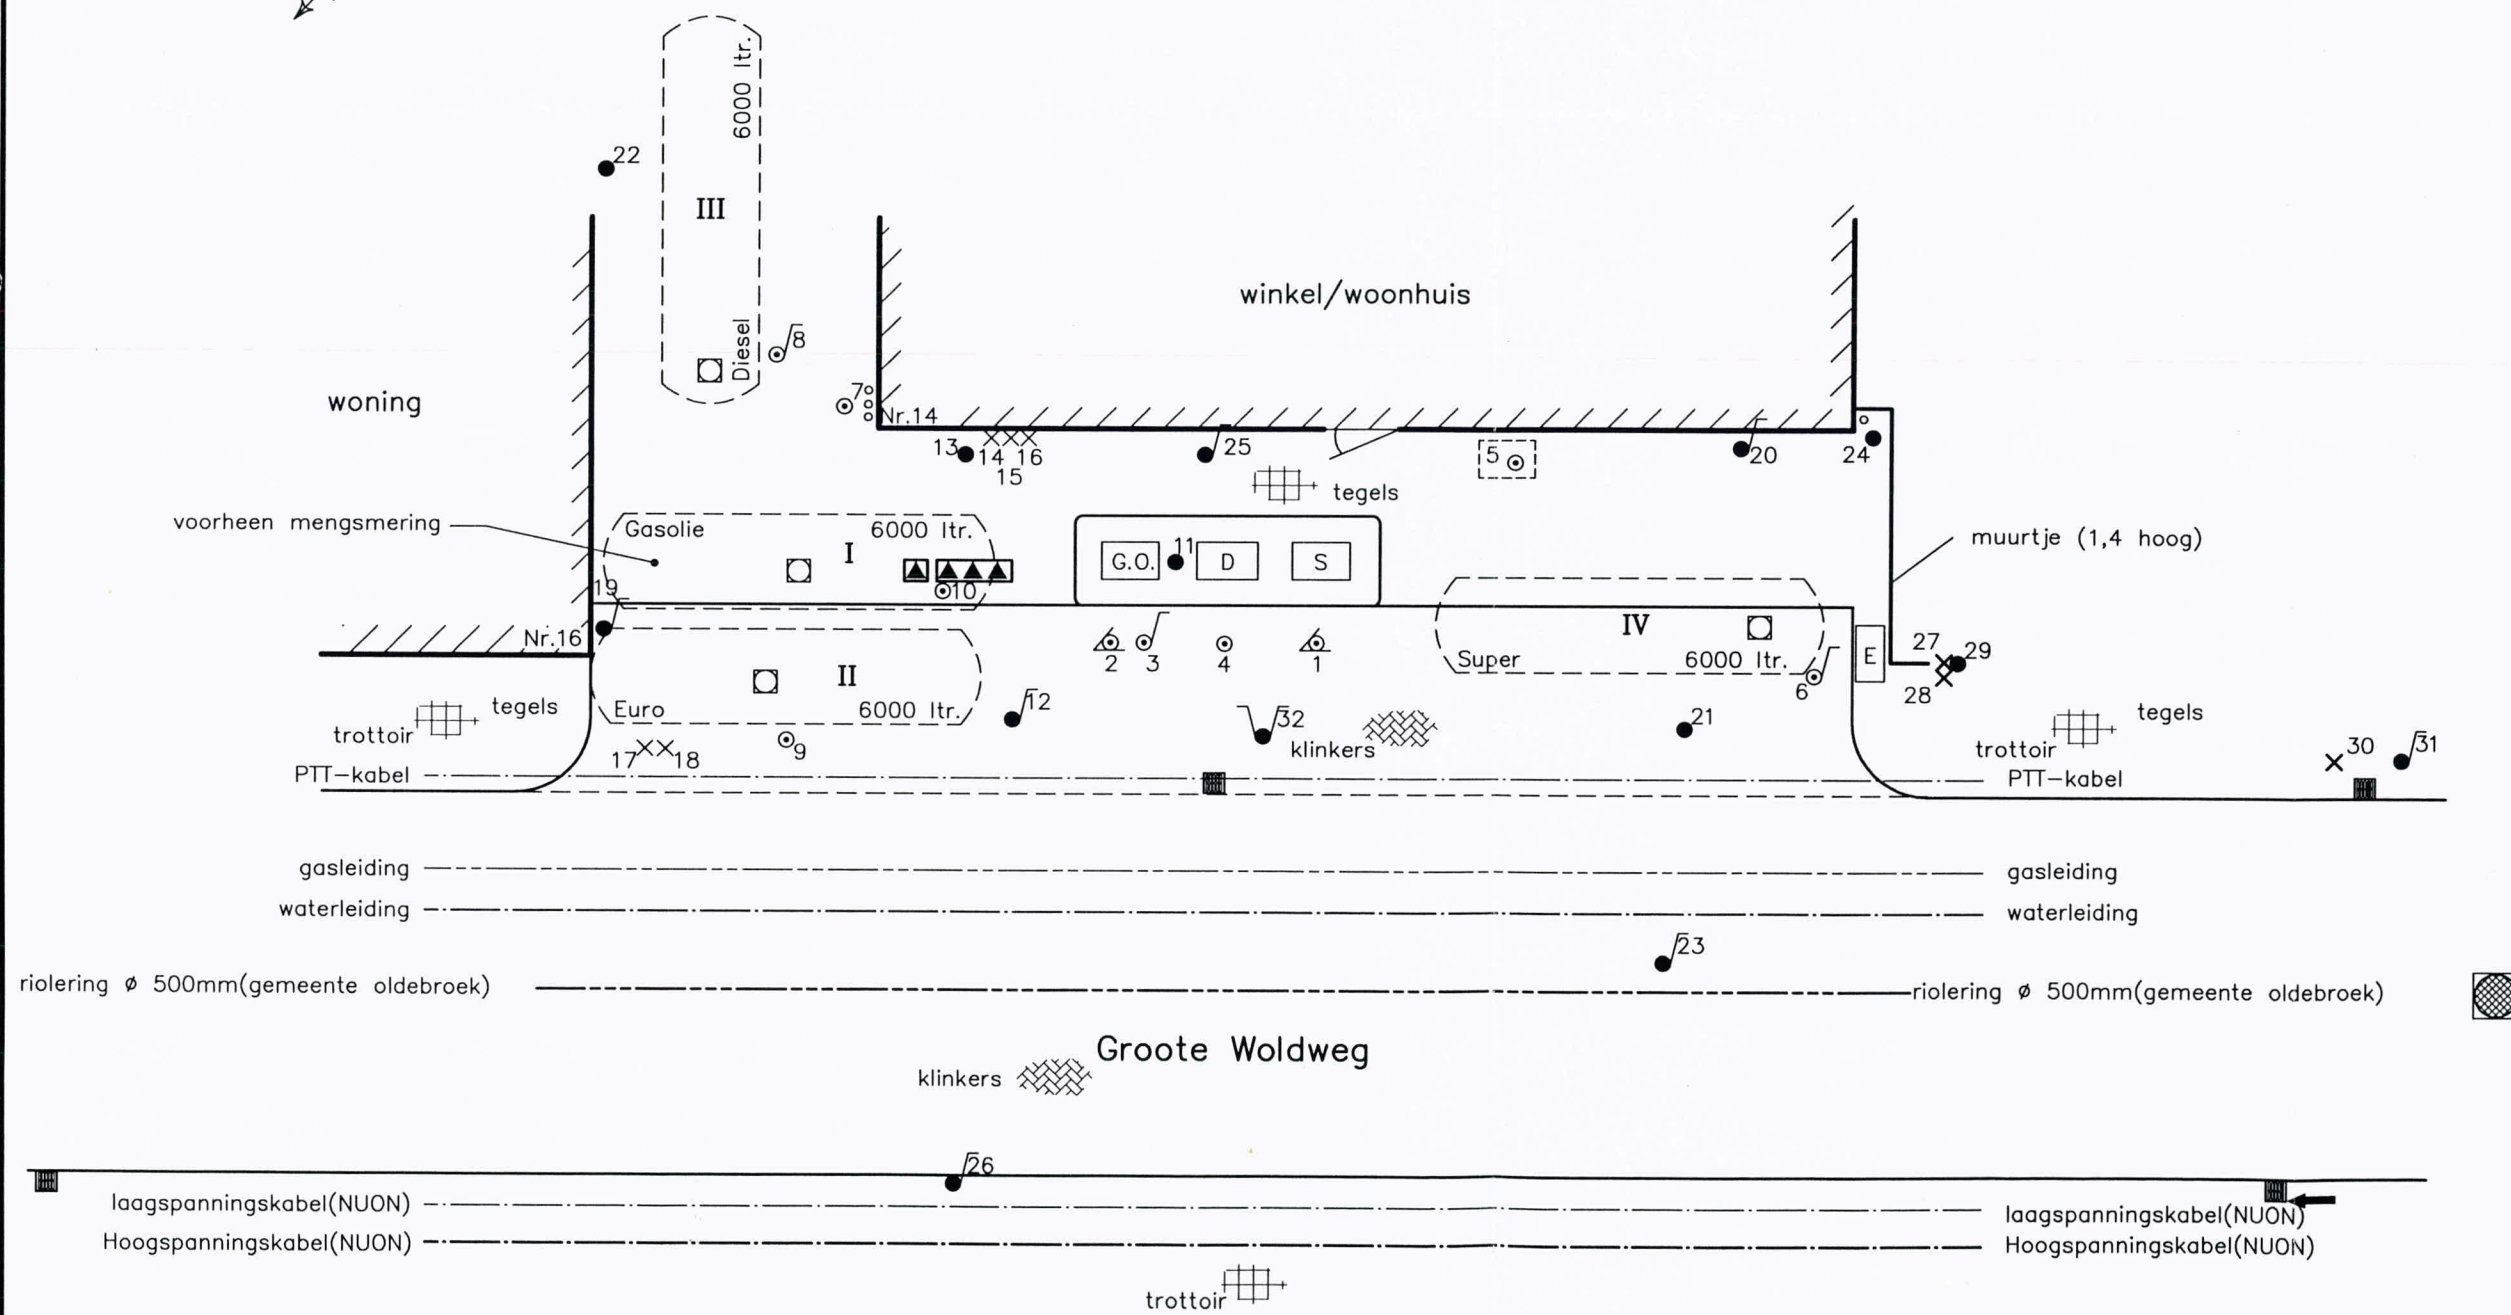 6000 ltr.
22
III
winkel/woonhuis
Diesel
8
woning
7
Nr.14
13
14 16
15
25
5
20
24
tegels
voorheen mengsmering
Gasolie
6000 ltr.
I
11
G.O.
D
S
muurtje (1,4 hoog)
19
10
Nr.16
IV
2
3
4
1
Super
6000 ltr.
E
27
29
28
6
II
Euro
6000 ltr.
12
32
21
tegels
trottoir
klinkers
tegels
trottoir
30
31
17
18
9
PTT-kabel
PTT-kabel
gasleiding
gasleiding
waterleiding
waterleiding
23
riolering ø 500mm(gemeente oldebroek)
riolering ø 500mm(gemeente oldebroek)
Groote Woldweg
klinkers
26
laagspanningskabel(NUON)
laagspanningskabel(NUON)
Hoogspanningskabel(NUON)
Hoogspanningskabel(NUON)
trottoir